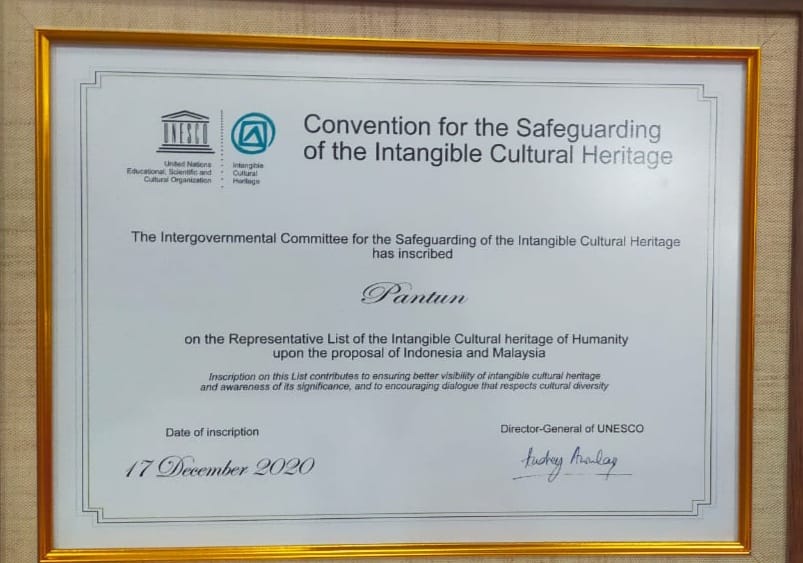 UNESCO
United Nations
Educational, Scientific and
Cultural Organization
Intangible
Cultural
Heritage
Convention for the Safeguarding
of the Intangible Cultural Heritage
The Intergovernmental Committee for the Safeguarding of the Intangible Cultural Heritage
has inscribed
Pantun
on the Representative List of the Intangible Cultural heritage of Humanity
upon the proposal of Indonesia and Malaysia
Inscription on this List contributes to ensuring better visibility of intangible cultural heritage
and awareness of its significance, and to encouraging dialogue that respects cultural diversity
Date of inscription
17 December 2020
Director-General of UNESCO
Audrey Azoulay